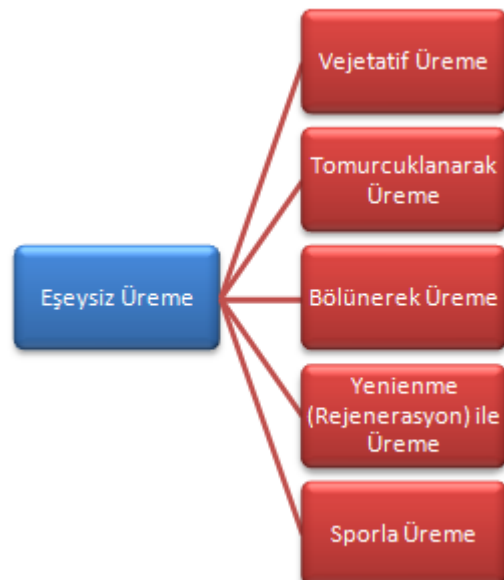 Vejetatif Üreme
Tomurcuklanarak
Üreme
Eşeysiz Üreme
Bölünerek Üreme
Yenienme
(Rejenerasyon) ile
Üreme
Sporla Üreme